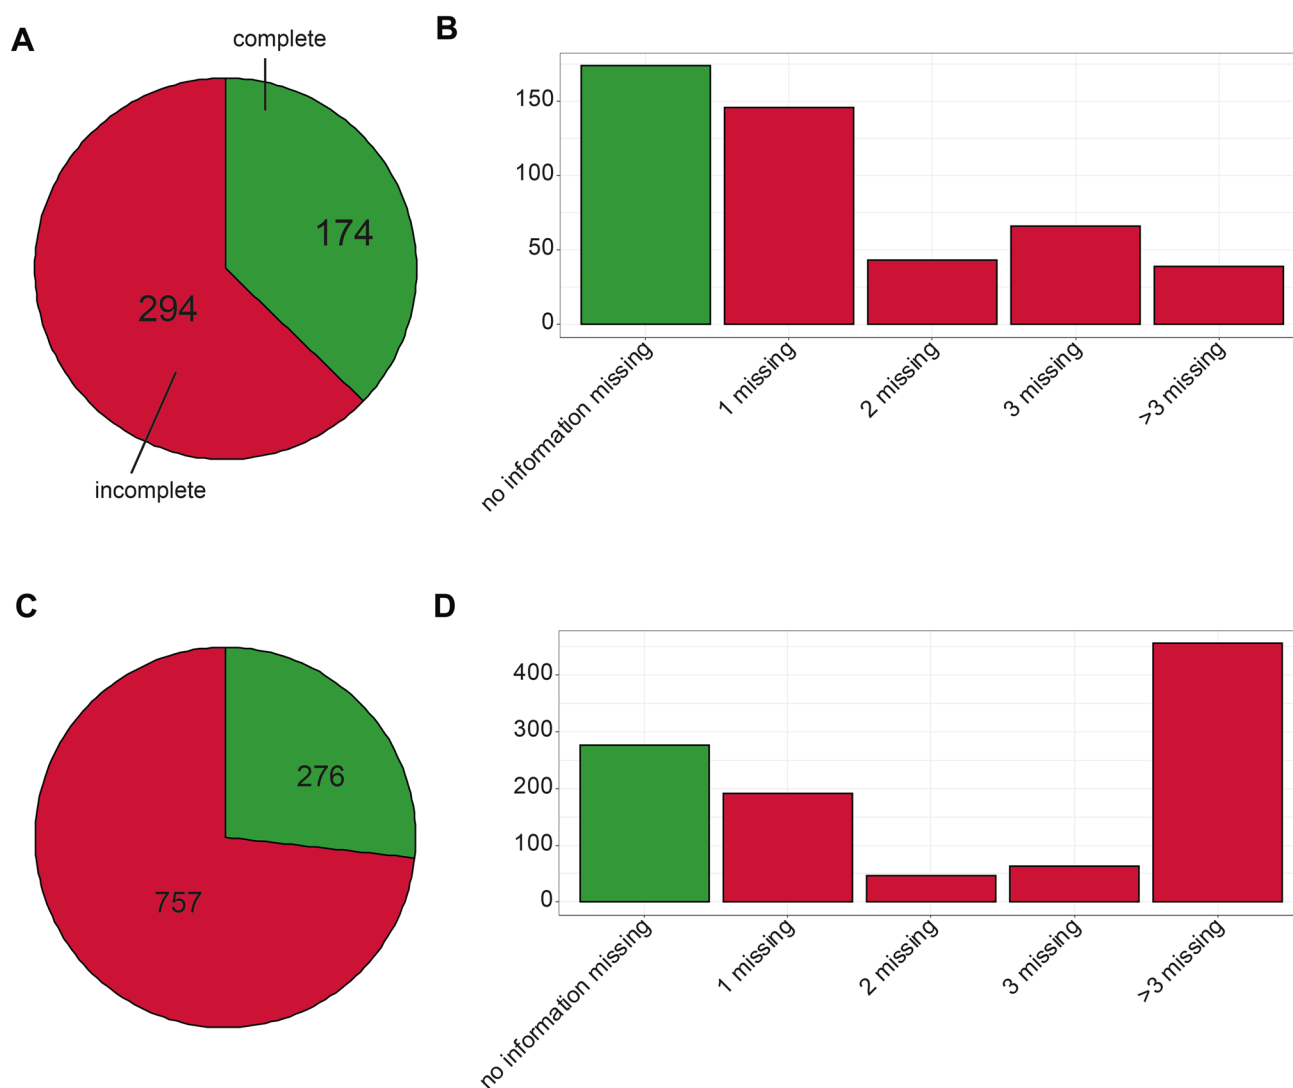 A
complete
174
294
incomplete
B
150
100
50
0
no information missing
1 missing
2 missing
3 missing
>3 missing
C
276
757
D
400
300
200
100
0
no information missing
1 missing
2 missing
3 missing
>3 missing